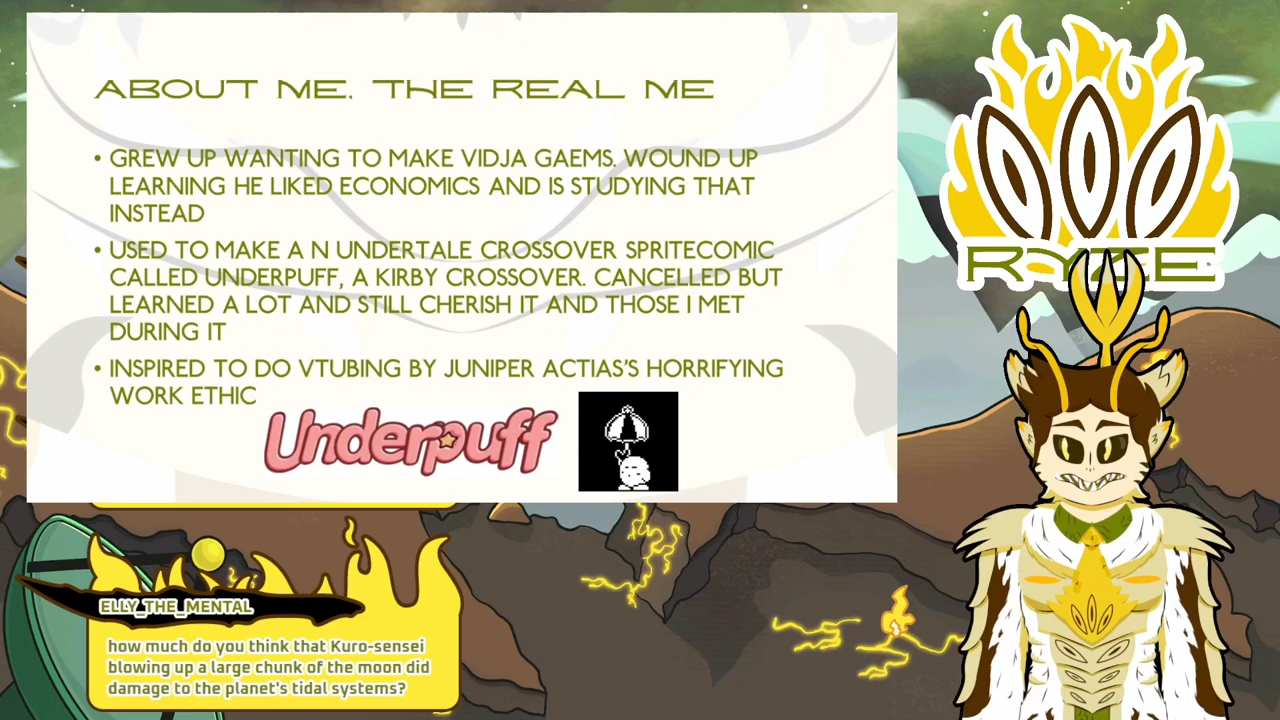 ABOUT ME. THE REAL ME
• GREW UP WANTING TO MAKE VIDJA GAEMS. WOUND UP
LEARNING HE LIKED ECONOMICS AND IS STUDYING THAT
INSTEAD
• USED TO MAKE A N UNDERTALE CROSSOVER SPRITECOMIC
CALLED UNDERPUFF, A KIRBY CROSSOVER. CANCELLED BUT
LEARNED A LOT AND STILL CHERISH IT AND THOSE I MET
DURING IT
• INSPIRED TO DO VTUBING BY JUNIPER ACTIAS'S HORRIFYING
WORK ETHIC
Underpuff
RYZE
ELLY_THE_MENTAL
how much do you think that Kuro-sensei
blowing up a large chunk of the moon did
damage to the planet's tidal systems?